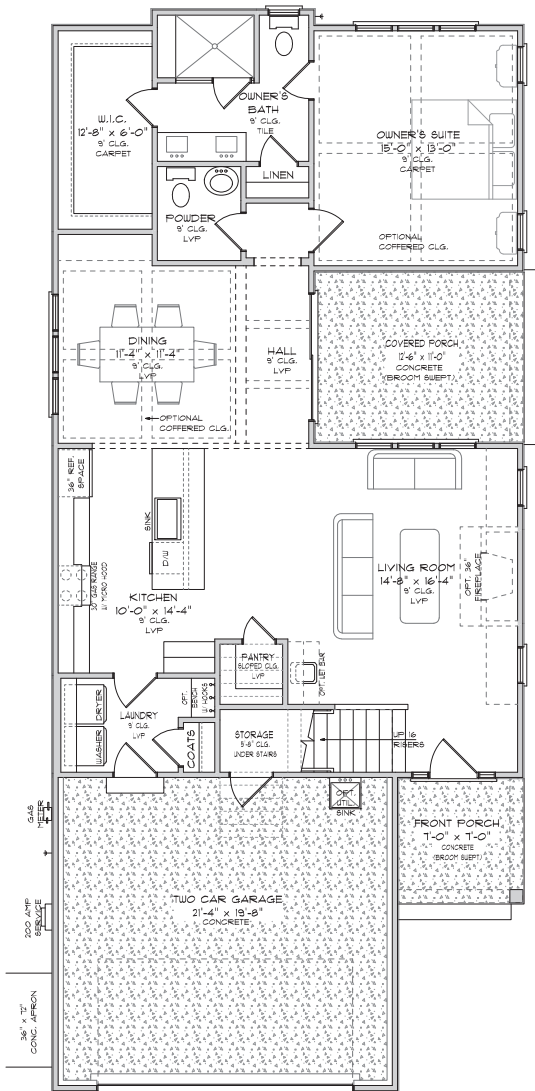 W.I.C.
12'-8" x 6'-0"
9' CLG.
CARPET
OWNER'S
BATH
9' CLG.
TILE
OWNER'S SUITE
15'-0" x 13'-0"
9' CLG.
CARPET
OPTIONAL
COFFERED CLG.
LINEN
POWDER
9' CLG.
LVP
DINING
11'-4" x 11'-4"
9' CLG.
LVP
OPTIONAL
COFFERED CLG.
HALL
9' CLG.
LVP
COVERED PORCH
12'-6" x 11'-0"
CONCRETE
(BROOM SWEPT)
36" REF.
SPACE
SINK
D/W
30" GAS RANGE
W/ MICRO HOOD
KITCHEN
10'-0" x 14'-4"
9' CLG.
LVP
LIVING ROOM
14'-8" x 16'-4"
9' CLG.
LVP
OPT. 36"
FIREPLACE
PANTRY
SLOPED CLG.
LVP
OPT. WET BAR
DRYER
WASHER
LAUNDRY
9' CLG.
LVP
OPT.
BENCH
W/ HOOKS
COATS
STORAGE
5'-8" CLG.
UNDER STAIRS
UP 16
RISERS
OPT.
UTIL.
SINK
FRONT PORCH
7'-0" x 7'-0"
CONCRETE
(BROOM SWEPT)
GAS
METER
200 AMP
SERVICE
36" x 72"
CONC. APRON
TWO CAR GARAGE
21'-4" x 19'-8"
CONCRETE